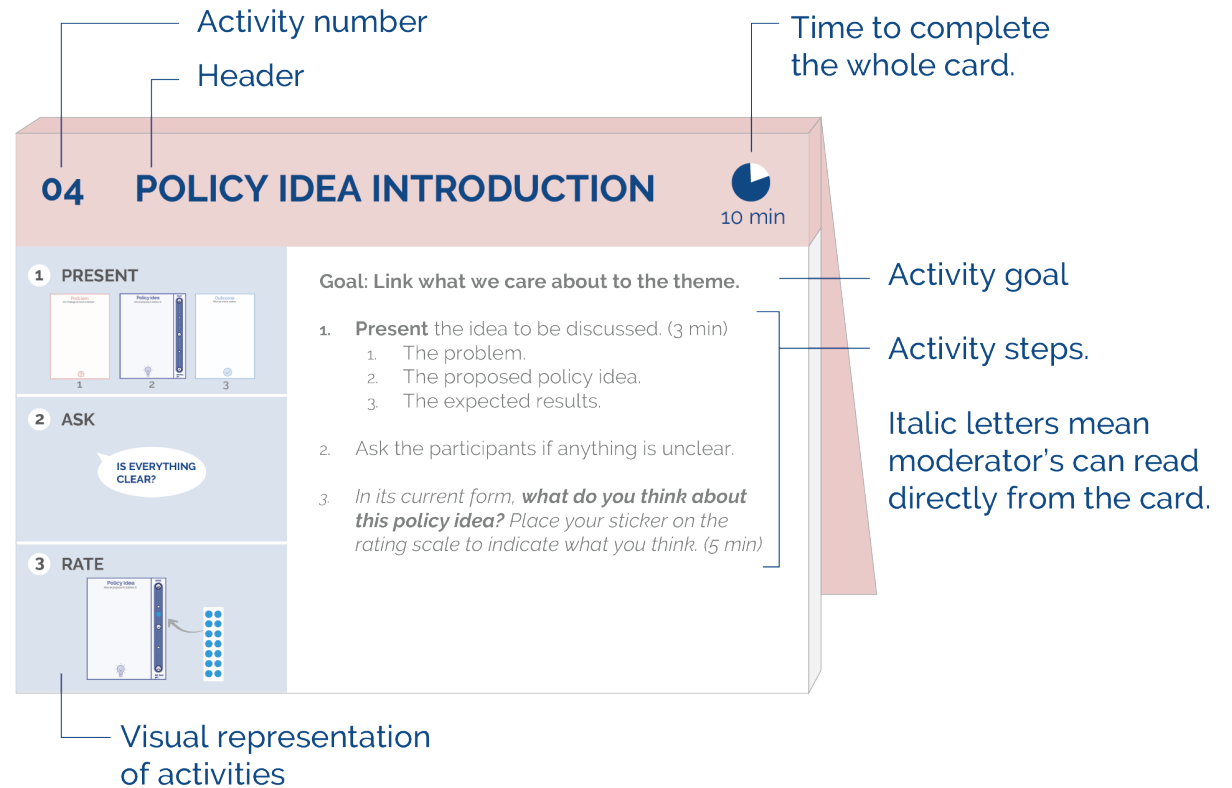 Activity number
Header
Time to complete
the whole card.
04 POLICY IDEA INTRODUCTION
10 min
1 PRESENT
Problem
Policy Idea
Outcome
1 2 3
2 ASK
IS EVERYTHING
CLEAR?
3 RATE
Policy Idea
Goal: Link what we care about to the theme.
1. Present the idea to be discussed. (3 min)
1. The problem.
2. The proposed policy idea.
3. The expected results.
2. Ask the participants if anything is unclear.
3. In its current form, what do you think about
this policy idea? Place your sticker on the
rating scale to indicate what you think. (5 min)
Activity goal
Activity steps.
Italic letters mean
moderator's can read
directly from the card.
Visual representation
of activities